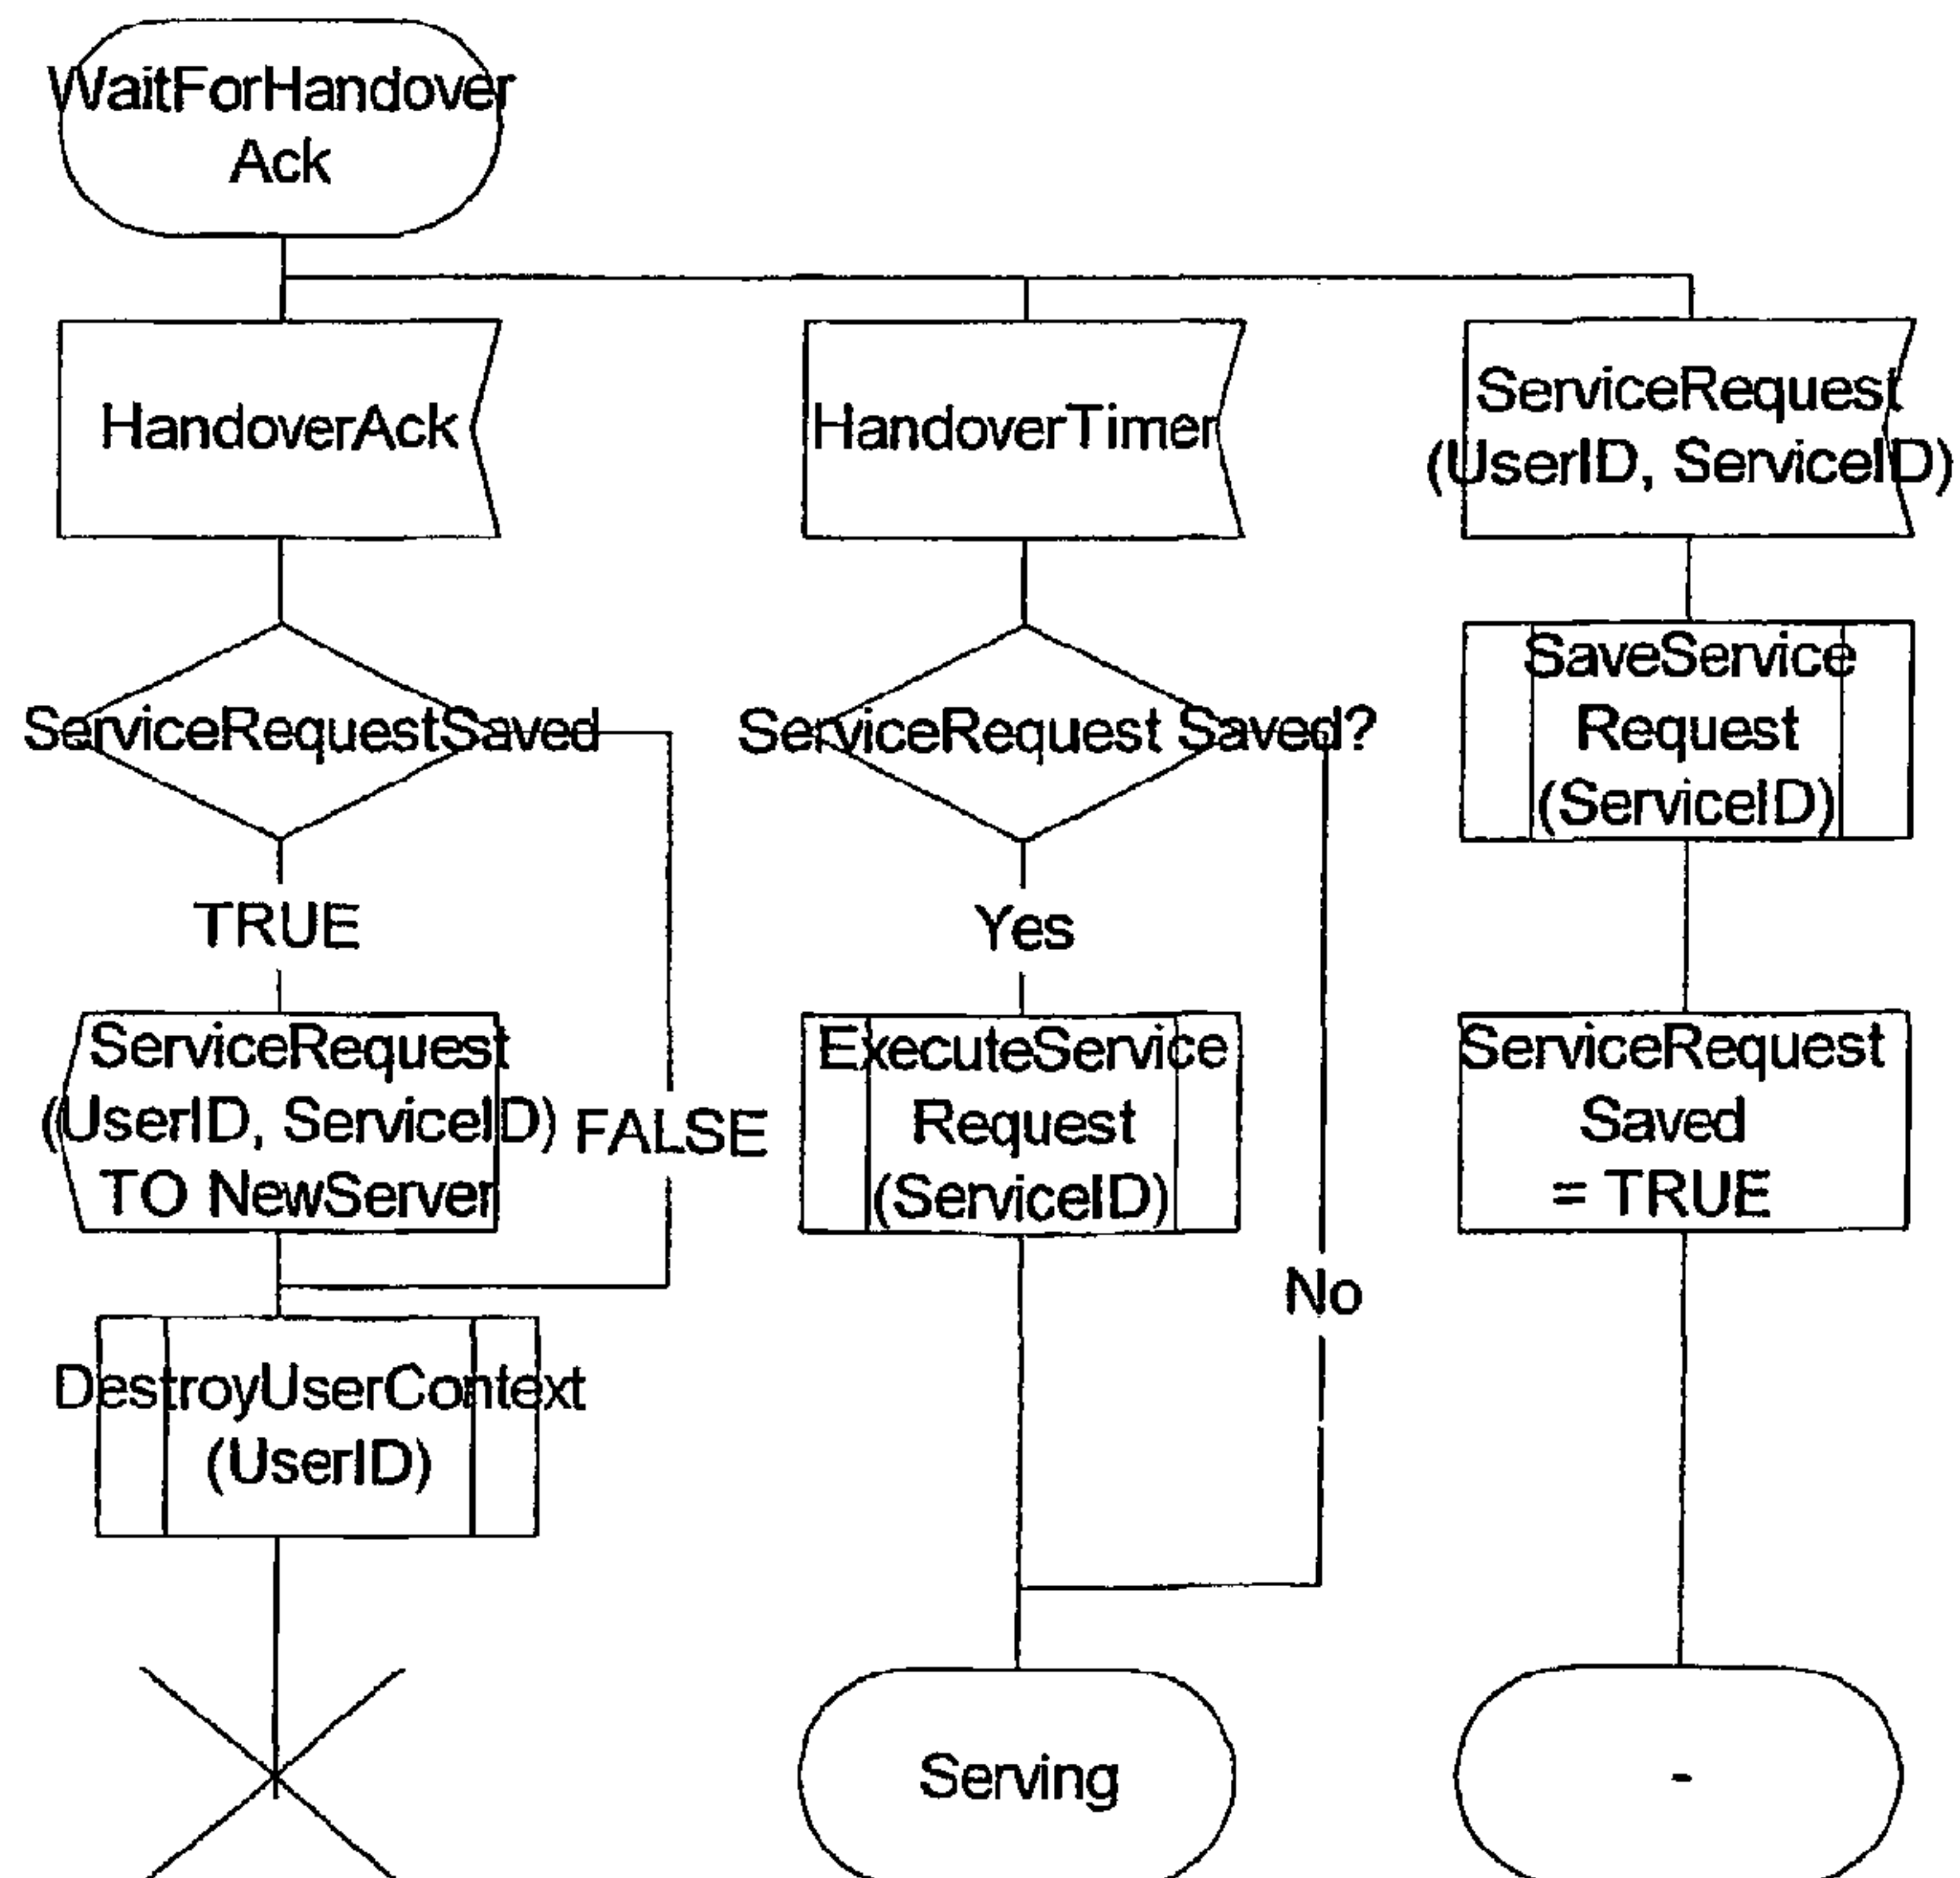 WaitForHandover
Ack
HandoverAck
HandoverTimer
ServiceRequest
(UserID, ServiceID)
ServiceRequestSaved
ServiceRequest Saved?
SaveService
Request
(ServiceID)
TRUE
Yes
ServiceRequest
(UserID, ServiceID)
TO NewServer
FALSE
ExecuteService
Request
(ServiceID)
ServiceRequest
Saved
= TRUE
No
DestroyUserContext
(UserID)
Serving
-